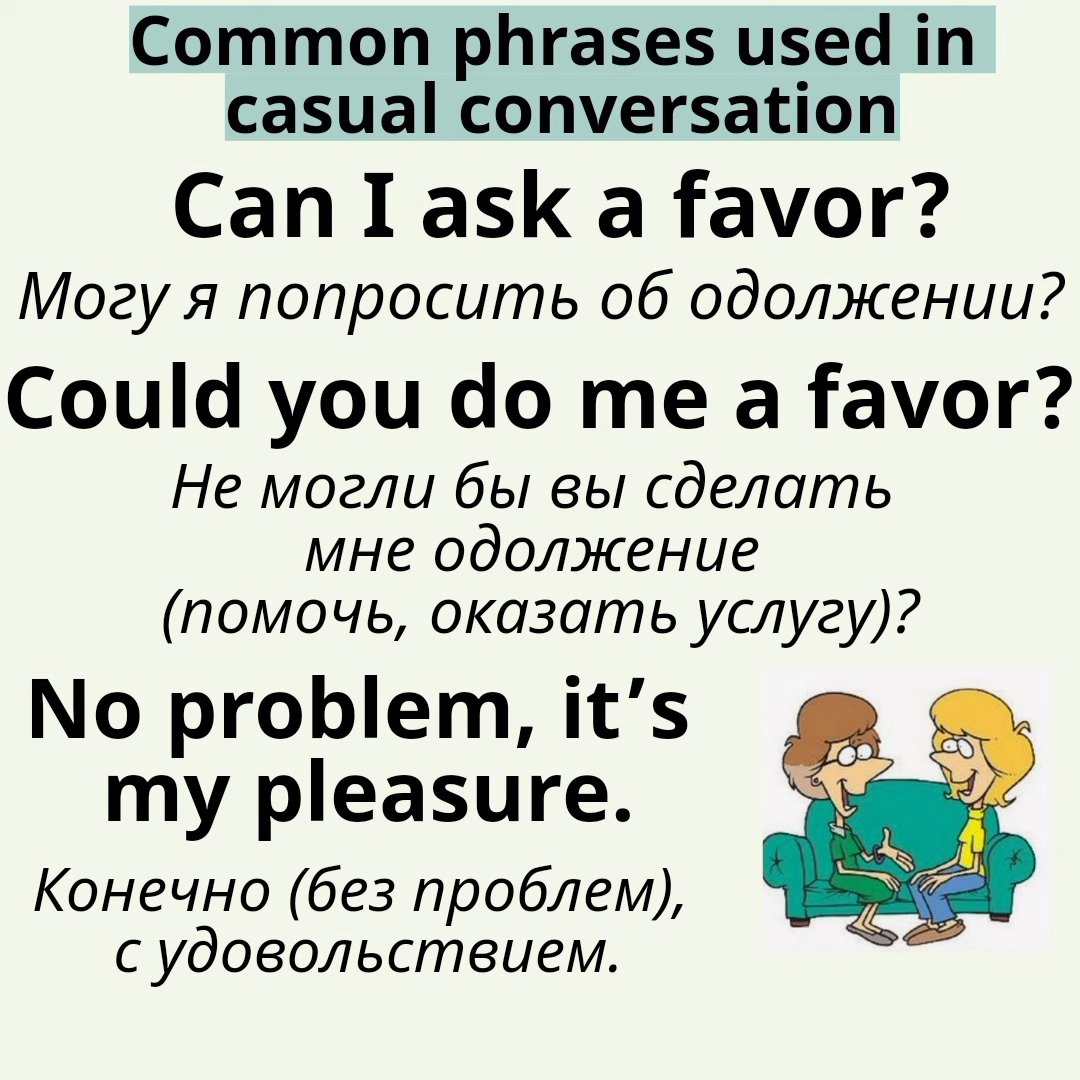 Common phrases used in
casual conversation
Can I ask a favor?
Могу я попросить об одолжении?
Could you do me a favor?
Не могли бы вы сделать
мне одолжение
(помочь, оказать услугу)?
No problem, it’s
my pleasure.
Конечно (без проблем),
с удовольствием.